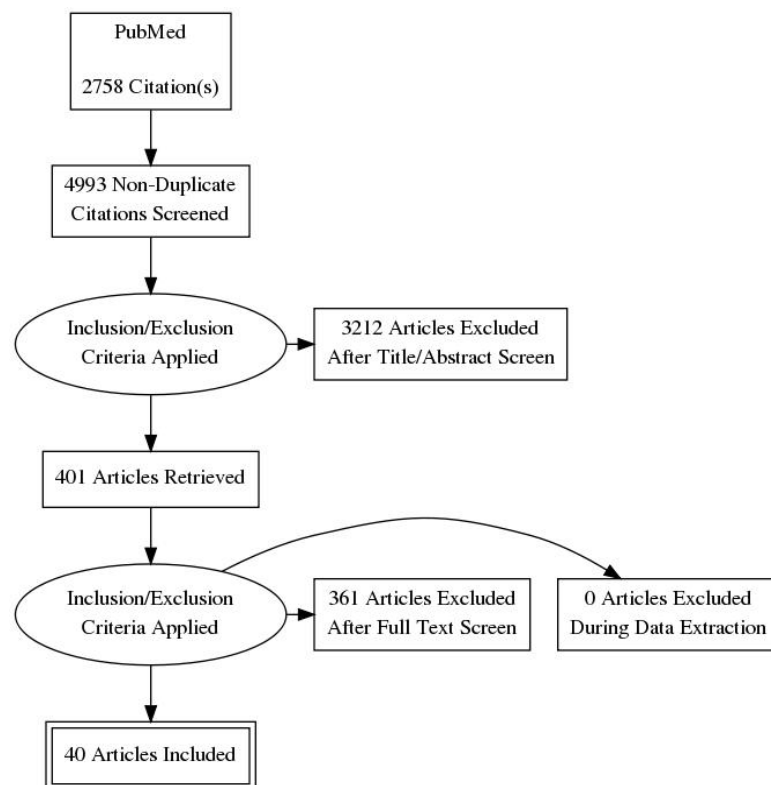 PubMed
2758 Citation(s)
4993 Non-Duplicate
Citations Screened
Inclusion/Exclusion
Criteria Applied
3212 Articles Excluded
After Title/Abstract Screen
401 Articles Retrieved
Inclusion/Exclusion
Criteria Applied
361 Articles Excluded
After Full Text Screen
0 Articles Excluded
During Data Extraction
40 Articles Included